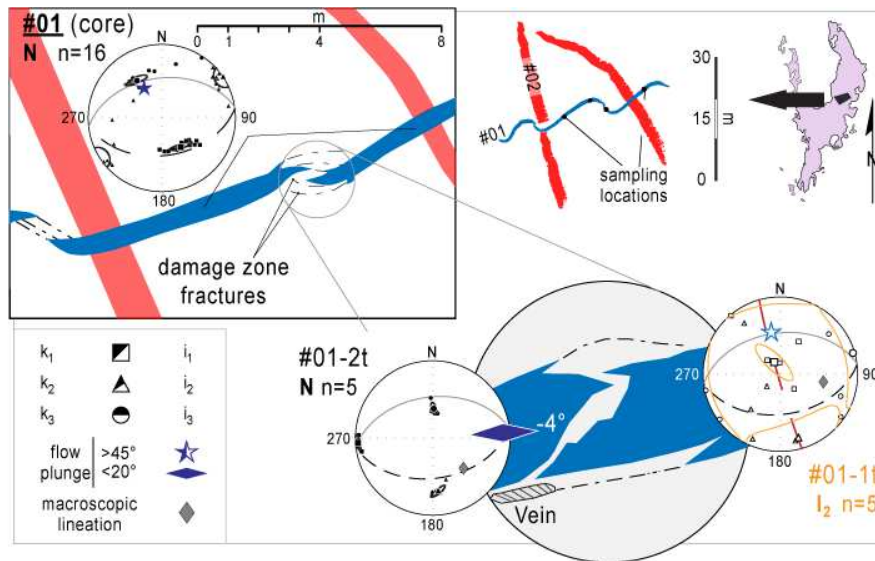 #01 (core)
N n=16
270
90
180
m
0
1
4
8
damage zone
fractures
#02
#01
sampling
locations
30
20
10
0
m
N
k1
i1
k2
i2
k3
i3
flow
plunge
>45°
<20°
macroscopic
lineation
#01-2t
N n=5
N
270
180
-4°
Vein
N
270
90
180
#01-1t
I2 n=5